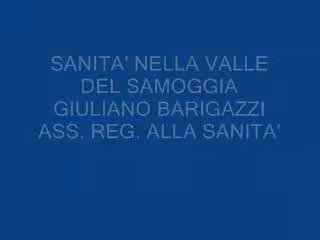 SANITA' NELLA VALLE
DEL SAMOGGIA
GIULIANO BARIGAZZI
ASS. REG. ALLA SANITA'